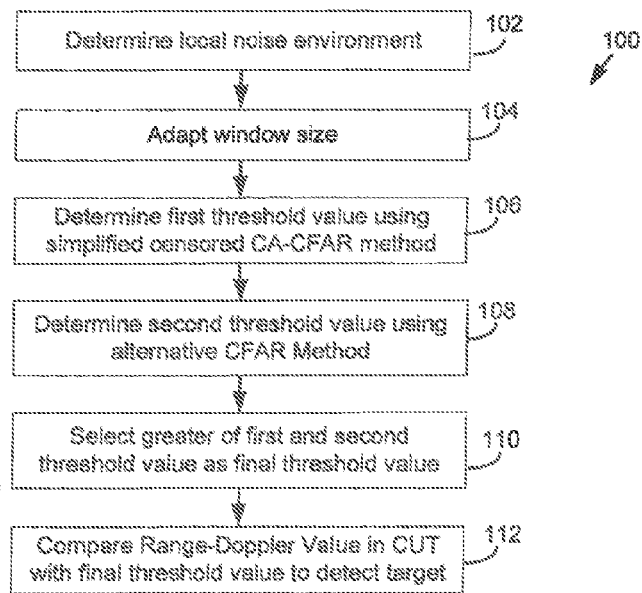 Determine local noise environment
102
100
Adapt window size
104
Determine first threshold value using
simplified censored CA-CFAR method
106
Determine second threshold value using
alternative CFAR Method
108
Select greater of first and second
threshold value as final threshold value
110
Compare Range-Doppler Value in CUT
with final threshold value to detect target
112